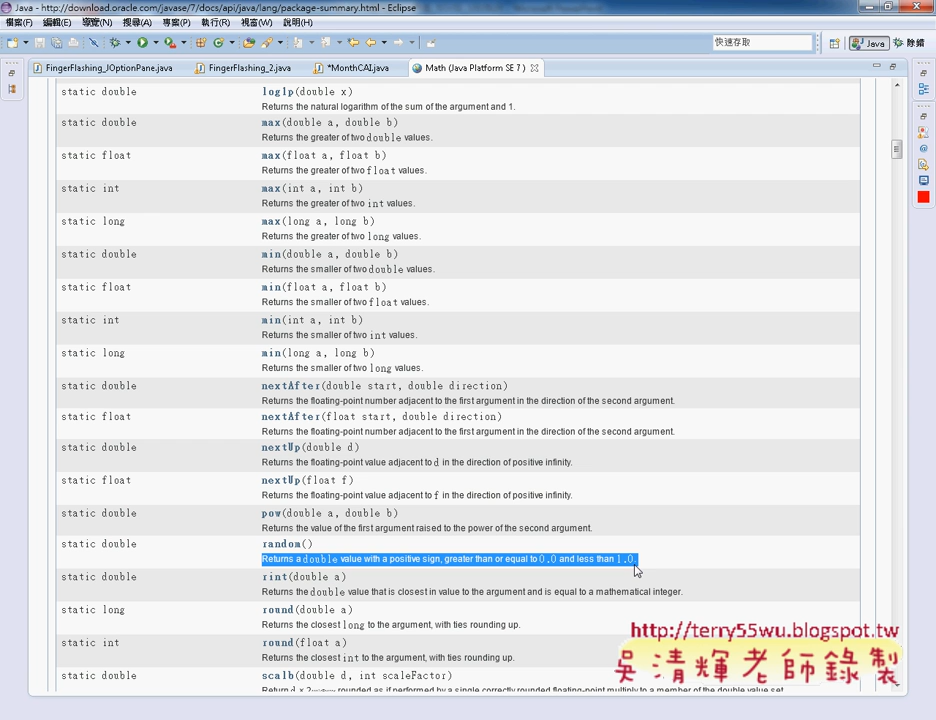 Java - http://download.oracle.com/javase/7/docs/api/java/lang/package-summary.html - Eclipse
檔案(F) 編輯(E) 導覽(N) 搜尋(A) 專案(P) 執行(R) 視窗(W) 說明(H)
快速存取 Java 除錯
FingerFlashing_JOptionPane.java FingerFlashing_2.java *MonthCAI.java Math (Java Platform SE 7 )
static double log1p(double x)
Returns the natural logarithm of the sum of the argument and 1.
static double max(double a, double b)
Returns the greater of two double values.
static float max(float a, float b)
Returns the greater of two float values.
static int max(int a, int b)
Returns the greater of two int values.
static long max(long a, long b)
Returns the greater of two long values.
static double min(double a, double b)
Returns the smaller of two double values.
static float min(float a, float b)
Returns the smaller of two float values.
static int min(int a, int b)
Returns the smaller of two int values.
static long min(long a, long b)
Returns the smaller of two long values.
static double nextAfter(double start, double direction)
Returns the floating-point number adjacent to the first argument in the direction of the second argument.
static float nextAfter(float start, double direction)
Returns the floating-point number adjacent to the first argument in the direction of the second argument.
static double nextUp(double d)
Returns the floating-point value adjacent to d in the direction of positive infinity.
static float nextUp(float f)
Returns the floating-point value adjacent to f in the direction of positive infinity.
static double pow(double a, double b)
Returns the value of the first argument raised to the power of the second argument.
static double random()
Returns a double value with a positive sign, greater than or equal to 0.0 and less than 1.0.
static double rint(double a)
Returns the double value that is closest in value to the argument and is equal to a mathematical integer.
static long round(double a)
Returns the closest long to the argument, with ties rounding up.
static int round(float a)
Returns the closest int to the argument, with ties rounding up.
static double scalb(double d, int scaleFactor)
rounded as if performed by a single correctly rounded floating-point multiply to a member of the double value set.
http://terry55wu.blogspot.tw
吳清輝老師錄製